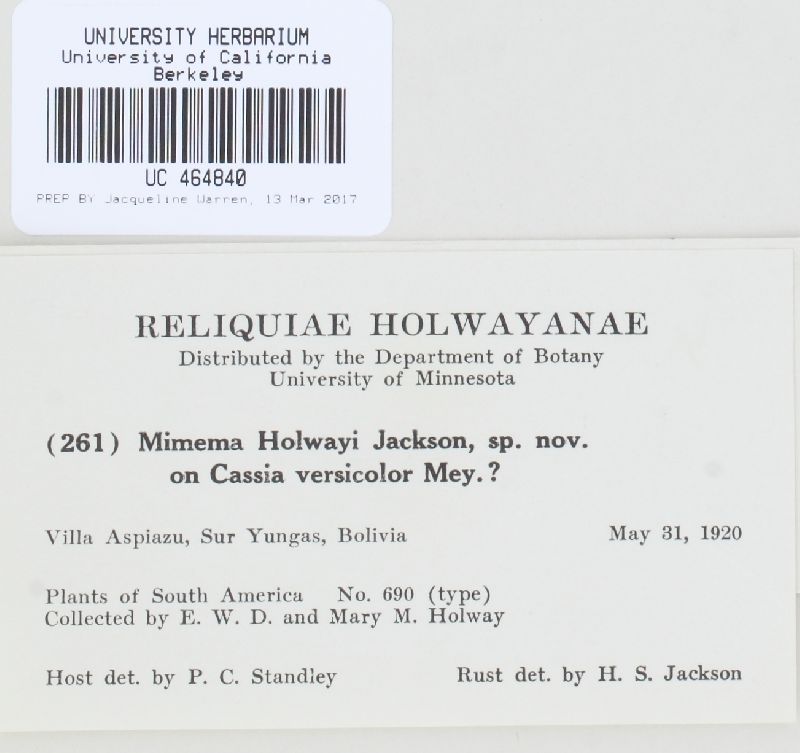 UNIVERSITY HERBARIUM
University of California
Berkeley
UC 464840
PREP BY Jacqueline Warren, 13 Mar 2017
RELIQUIAE HOLWAYANAE
Distributed by the Department of Botany
University of Minnesota
(261) Mimema Holwayi Jackson, sp. nov.
on Cassia versicolor Mey.?
Villa Aspiazu, Sur Yungas, Bolivia May 31, 1920
Plants of South America No. 690 (type)
Collected by E. W. D. and Mary M. Holway
Host det. by P. C. Standley Rust det. by H. S. Jackson